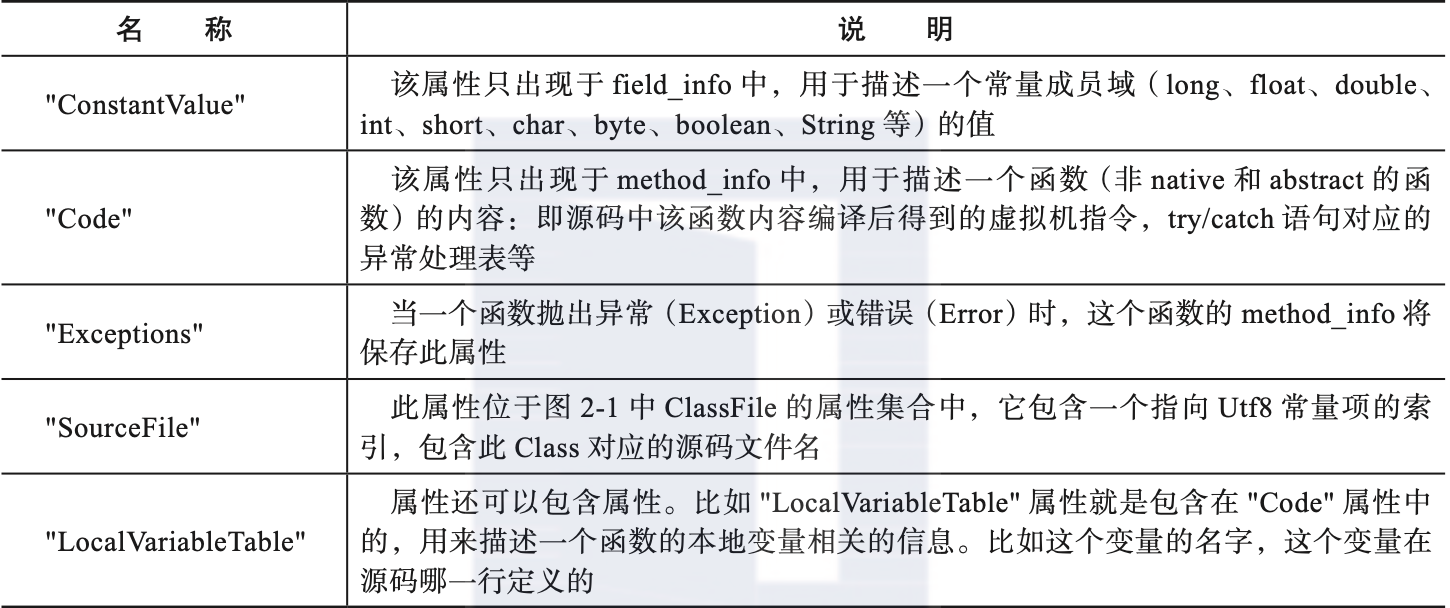 名 称 说 明
"ConstantValue"
该属性只出现于 field_info 中，用于描述一个常量成员域（long、float、double、
int、short、char、byte、boolean、String 等）的值
"Code"
该属性只出现于 method_info 中，用于描述一个函数（非 native 和 abstract 的函
数）的内容：即源码中该函数内容编译后得到的虚拟机指令，try/catch 语句对应的
异常处理表等
"Exceptions"
当一个函数抛出异常（Exception）或错误（Error）时，这个函数的 method_info 将
保存此属性
"SourceFile"
此属性位于图 2-1 中 ClassFile 的属性集合中，它包含一个指向 Utf8 常量项的索
引，包含此 Class 对应的源码文件名
"LocalVariableTable"
属性还可以包含属性。比如 "LocalVariableTable" 属性就是包含在 "Code" 属性中
的，用来描述一个函数的本地变量相关的信息。比如这个变量的名字，这个变量在
源码哪一行定义的